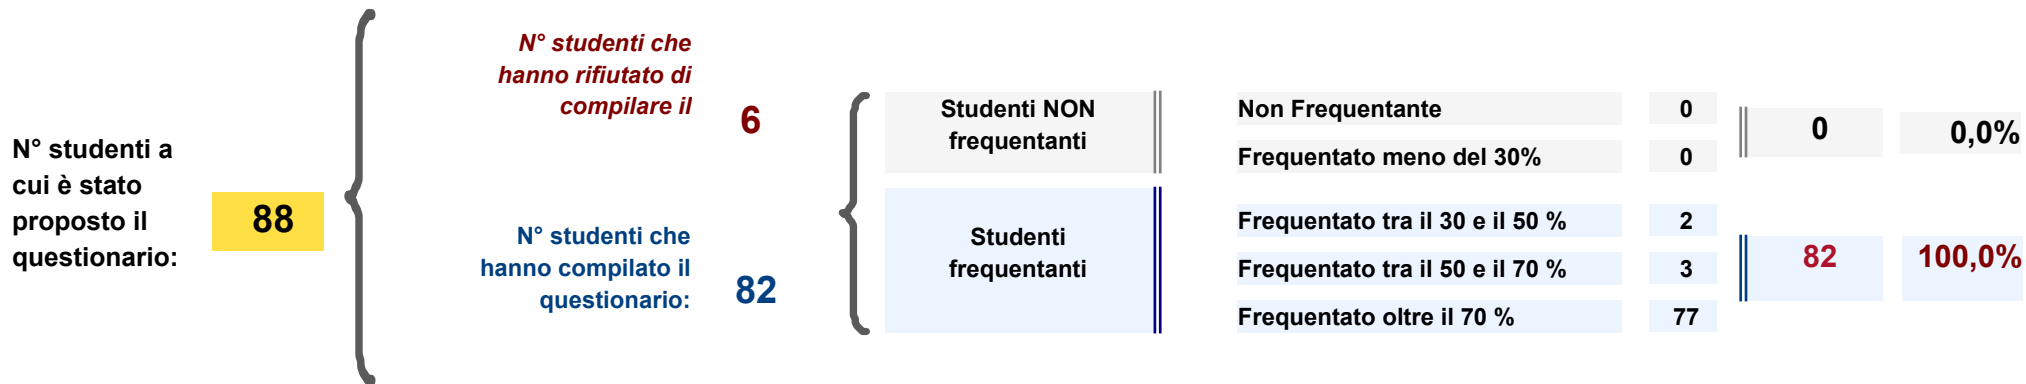 N° studenti a
cui è stato
proposto il
questionario:
88
N° studenti che
hanno rifiutato di
compilare il
6
N° studenti che
hanno compilato il
questionario:
82
Studenti NON
frequentanti
Non Frequentante 0
Frequentato meno del 30% 0
0 0,0%
Studenti
frequentanti
Frequentato tra il 30 e il 50 % 2
Frequentato tra il 50 e il 70 % 3
Frequentato oltre il 70 % 77
82 100,0%